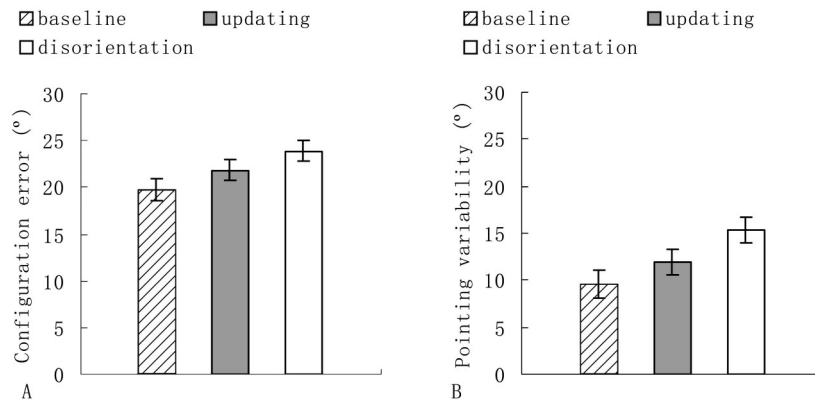 baseline
updating
disorientation
Configuration error (º)
30
25
20
15
10
5
0
A
baseline
updating
disorientation
Pointing variability (º)
30
25
20
15
10
5
0
B